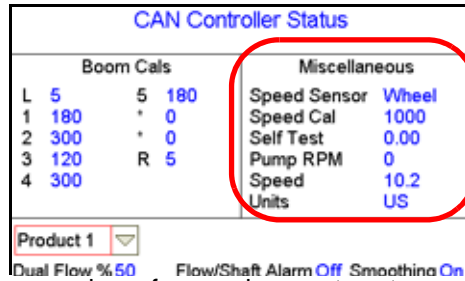 CAN Controller Status
Boom Cals
L 5 5 180
1 180 * 0
2 300 * 0
3 120 R 5
4 300
Miscellaneous
Speed Sensor Wheel
Speed Cal 1000
Self Test 0.00
Pump RPM 0
Speed 10.2
Units US
Product 1
Dual Flow % 50 Flow/Shaft Alarm Off Smoothing On